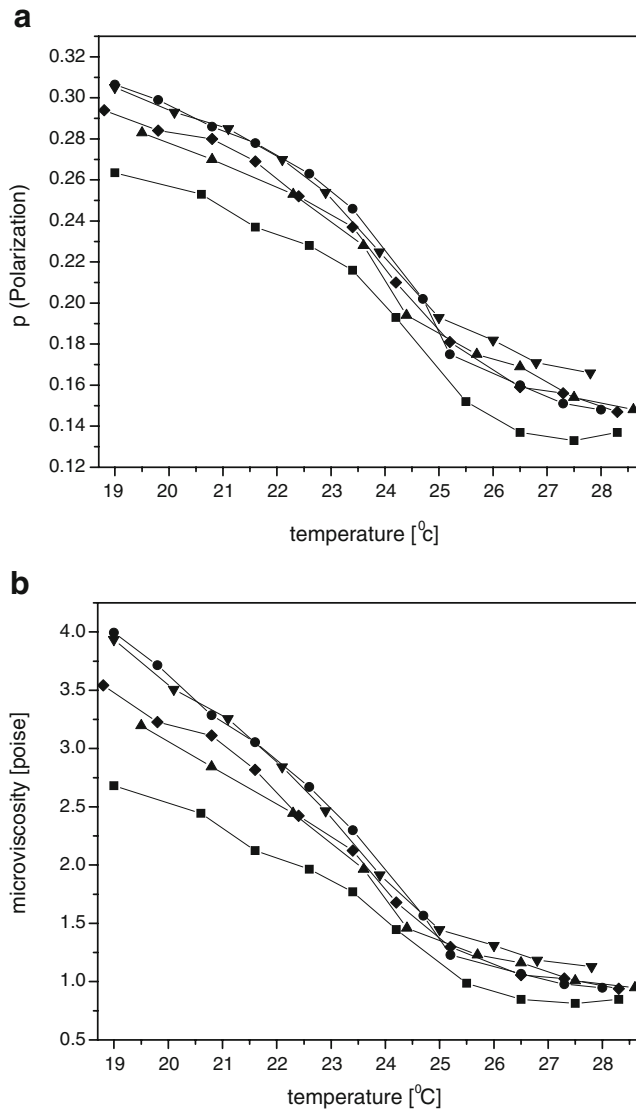 a
0.32
0.30
0.28
0.26
0.24
0.22
0.20
0.18
0.16
0.14
0.12
p (Polarization)
19 20 21 22 23 24 25 26 27 28
temperature [⁰c]
b
4.0
3.5
3.0
2.5
2.0
1.5
1.0
0.5
microviscosity [poise]
19 20 21 22 23 24 25 26 27 28
temperature [⁰C]